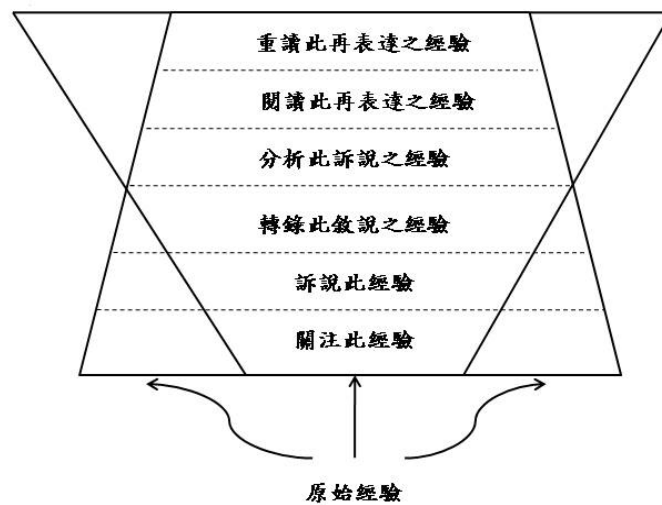 重讀此再表達之經驗
閱讀此再表達之經驗
分析此訴說之經驗
轉錄此敘說之經驗
訴說此經驗
關注此經驗
原始經驗